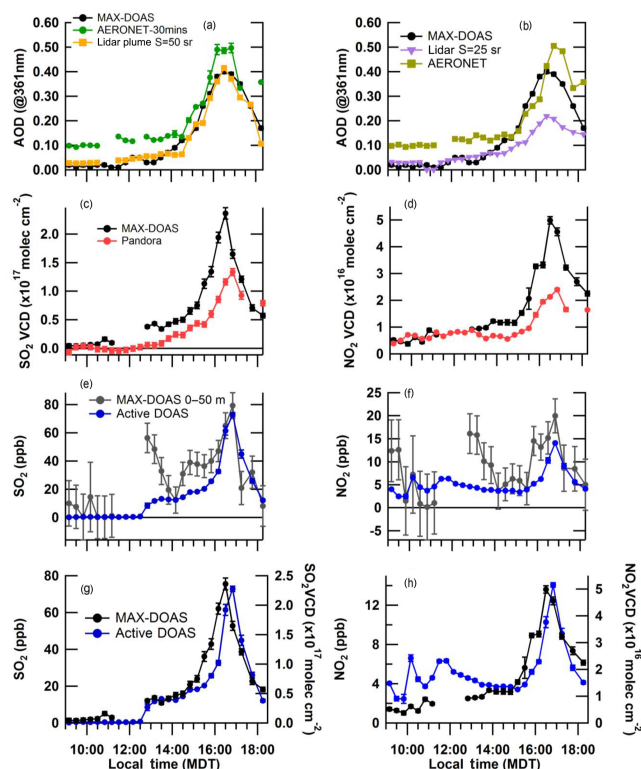 (a)
MAX-DOAS
AERONET-30mins
Lidar plume S=50 sr
AOD (@361nm)
0.60
0.50
0.40
0.30
0.20
0.10
0.00
(b)
MAX-DOAS
Lidar S=25 sr
AERONET
AOD (@361nm)
0.60
0.50
0.40
0.30
0.20
0.10
0.00
(c)
MAX-DOAS
Pandora
SO2 VCD (x10^17 molec cm^-2)
2.0
1.0
0.0
(d)
NO2 VCD (x10^16 molec cm^-2)
5
4
3
2
1
0
(e)
MAX-DOAS 0–50 m
Active DOAS
SO2 (ppb)
80
60
40
20
0
(f)
NO2 (ppb)
25
20
15
10
5
0
-5
(g)
MAX-DOAS
Active DOAS
SO2 (ppb)
80
60
40
20
0
2.5
2.0
1.5
1.0
0.5
0.0
SO2VCD (x10^17 molec cm^-2)
10:00 12:00 14:00 16:00 18:00
Local time (MDT)
(h)
NO2 (ppb)
12
8
4
0
5
4
3
2
1
0
NO2VCD (x10^16 molec cm^-2)
10:00 12:00 14:00 16:00 18:00
Local time (MDT)